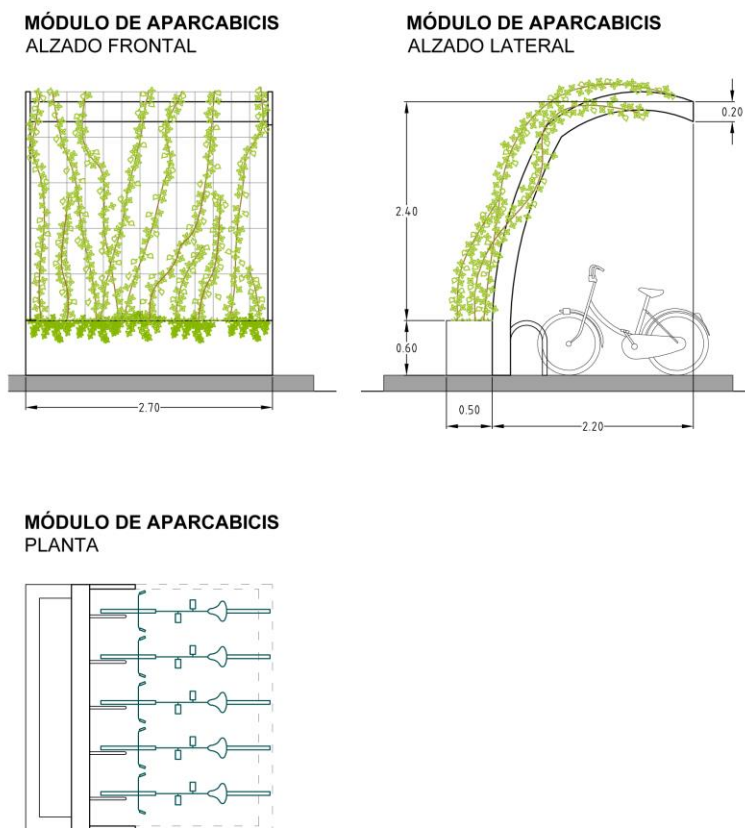 MÓDULO DE APARCABICIS
ALZADO FRONTAL
2.70
MÓDULO DE APARCABICIS
ALZADO LATERAL
0.20
2.40
0.60
0.50
2.20
MÓDULO DE APARCABICIS
PLANTA